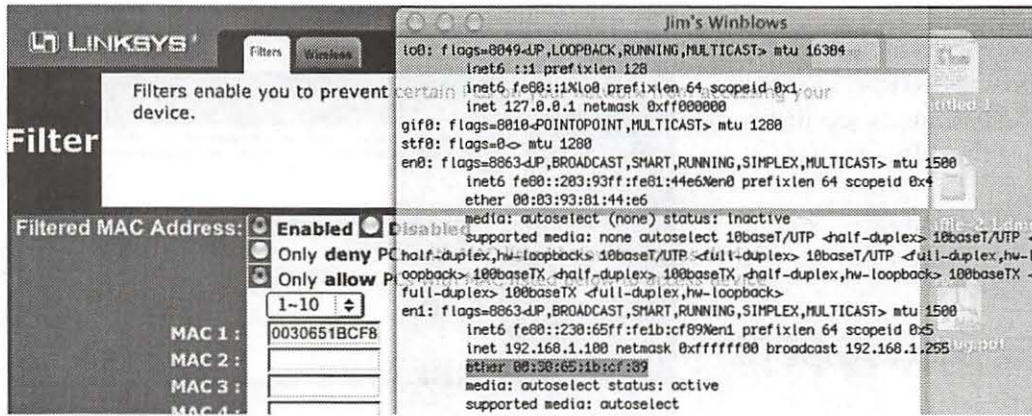 LINKSYS
Filters
Wireless
Filters enable you to prevent certain
device.
Filter
Filtered MAC Address: Enabled Disabled
Only deny
Only allow
1~10
MAC 1 : 0030651BCF8
MAC 2 :
MAC 3 :
MAC 4 :
Jim's Winblows
lo0: flags=8049<UP,LOOPBACK,RUNNING,MULTICAST> mtu 16384
inet6 ::1 prefixlen 128
inet6 fe80::1%lo0 prefixlen 64 scopeid 0x1
inet 127.0.0.1 netmask 0xff000000
gif0: flags=8010<POINTOPOINT,MULTICAST> mtu 1280
stf0: flags=0<> mtu 1280
en0: flags=8863<UP,BROADCAST,SMART,RUNNING,SIMPLEX,MULTICAST> mtu 1500
inet6 fe80::203:93ff:fe81:44e6%en0 prefixlen 64 scopeid 0x4
ether 00:03:93:81:44:e6
media: autoselect (none) status: inactive
supported media: none autoselect 10baseT/UTP <half-duplex> 10baseT/UTP <
half-duplex,hw-loopback> 10baseT/UTP <full-duplex> 10baseT/UTP <full-duplex,hw-l
oopback> 100baseTX <half-duplex> 100baseTX <half-duplex,hw-loopback> 100baseTX <
full-duplex> 100baseTX <full-duplex,hw-loopback>
en1: flags=8863<UP,BROADCAST,SMART,RUNNING,SIMPLEX,MULTICAST> mtu 1500
inet6 fe80::230:65ff:fe1b:cf89%en1 prefixlen 64 scopeid 0x5
inet 192.168.1.100 netmask 0xffffff00 broadcast 192.168.1.255
ether 00:30:65:1b:cf:89
media: autoselect status: active
supported media: autoselect